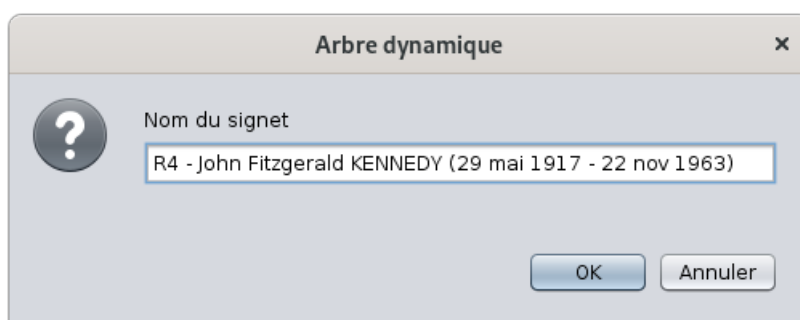 Arbre dynamique
Nom du signet
R4 - John Fitzgerald KENNEDY (29 mai 1917 - 22 nov 1963)
OK
Annuler